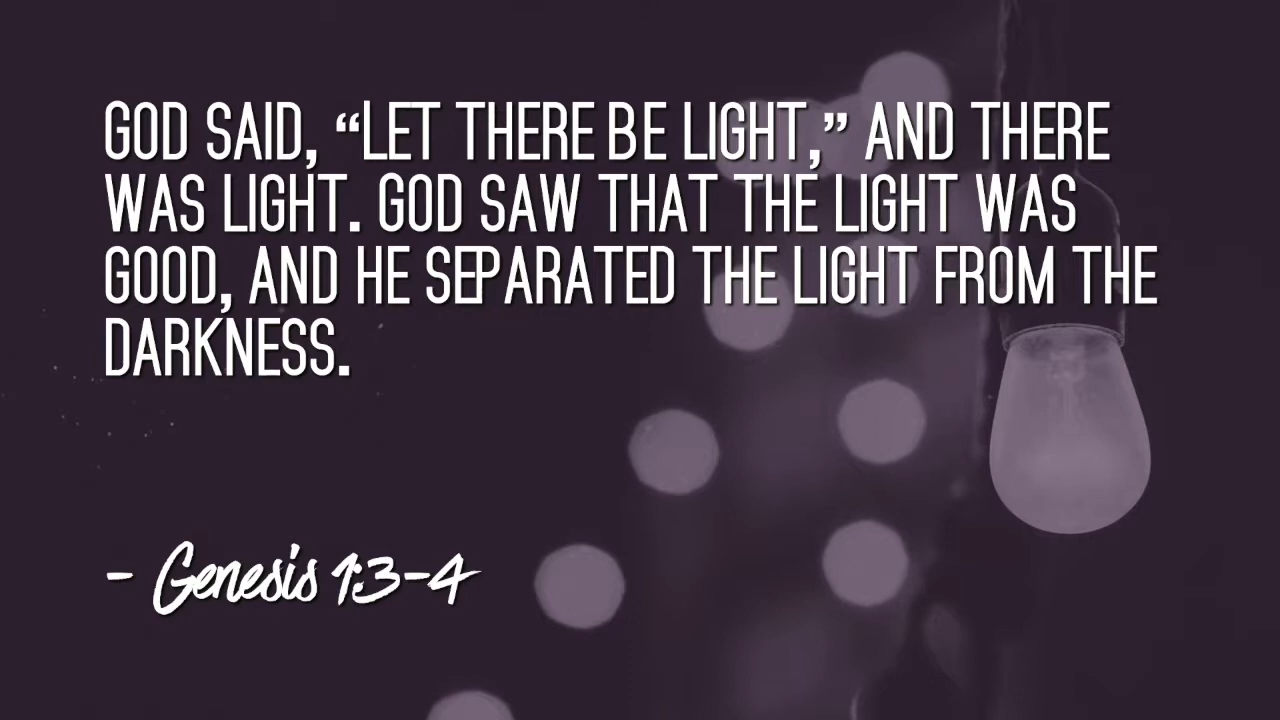 GOD SAID, “LET THERE BE LIGHT,” AND THERE
WAS LIGHT. GOD SAW THAT THE LIGHT WAS
GOOD, AND HE SEPARATED THE LIGHT FROM THE
DARKNESS.
- Genesis 1:3-4